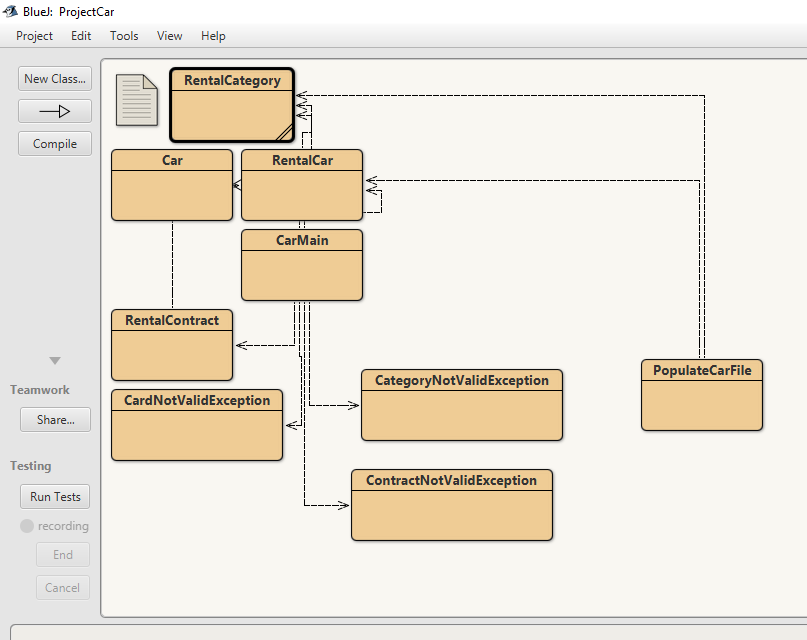 BlueJ: ProjectCar
Project Edit Tools View Help
New Class...
Compile
Teamwork
Share...
Testing
Run Tests
recording
End
Cancel
RentalCategory
Car
RentalCar
CarMain
RentalContract
CardNotValidException
CategoryNotValidException
PopulateCarFile
ContractNotValidException